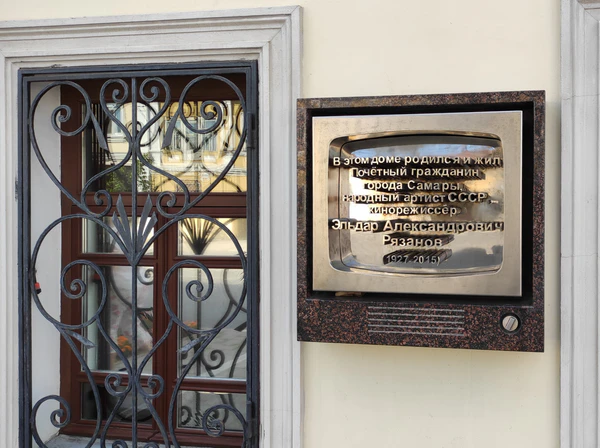 В этом доме родился и жил
Почётный гражданин
города Самары,
народный артист СССР,
кинорежиссёр
Эльдар Александрович
Рязанов
(1927-2015)